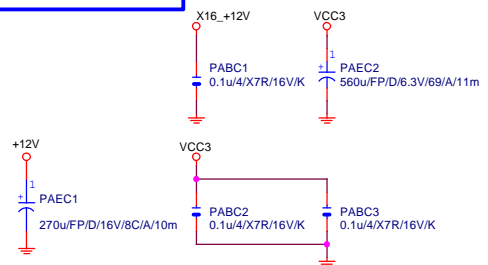 X16_+12V
VCC3
1
+
PABC1
PAEC2
0.1u/4/X7R/16V/K
560u/FP/D/6.3V/69/A/11m
+12V
VCC3
1
+
PAEC1
270u/FP/D/16V/8C/A/10m
PABC2
0.1u/4/X7R/16V/K
PABC3
0.1u/4/X7R/16V/K